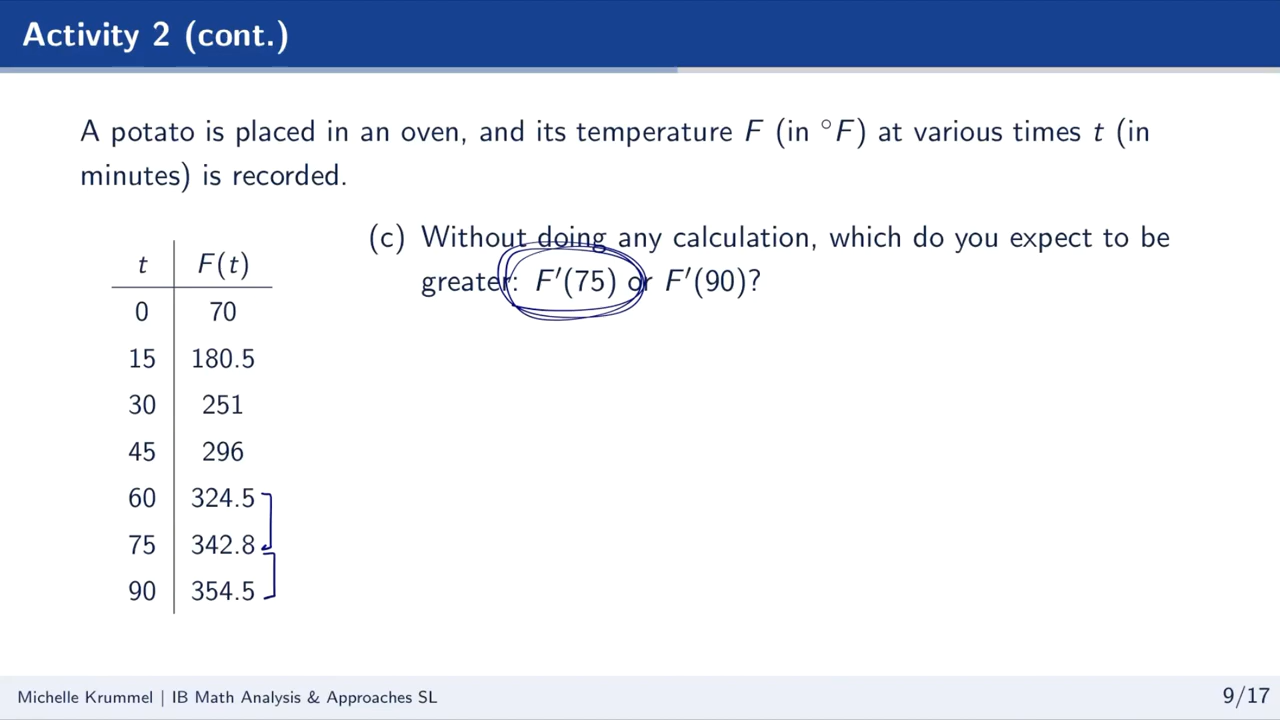 Activity 2 (cont.)
A potato is placed in an oven, and its temperature F (in °F) at various times t (in
minutes) is recorded.
(c) Without doing any calculation, which do you expect to be
greater: F′(75) or F′(90)?
t F(t)
0 70
15 180.5
30 251
45 296
60 324.5
75 342.8
90 354.5
Michelle Krummel | IB Math Analysis & Approaches SL
9/17